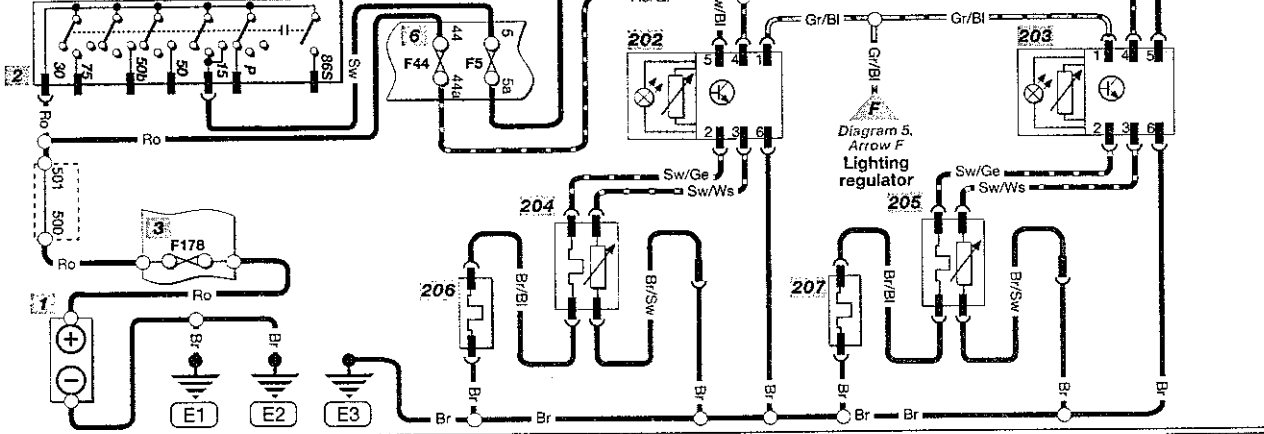 2
30
75
50b
50
15
P
86S
Sw
6
44
5
F44
F5
44a
5a
Ro
Ro
501
500
Ro
3
F178
Ro
1
+
−
Br
Br
E1
E2
E3
202
5
4
1
2
3
6
Gr/Bl
Gr/Bl
Gr/Bl
F
Diagram 5,
Arrow F
Lighting
regulator
203
1
4
5
2
3
6
Sw/Ge
Sw/Ws
Sw/Ge
Sw/Ws
204
205
206
Br/Bl
Br/Sw
207
Br/Bl
Br/Sw
Br
Br
Br
Br
Br
Br
Br
Br
Br
Br